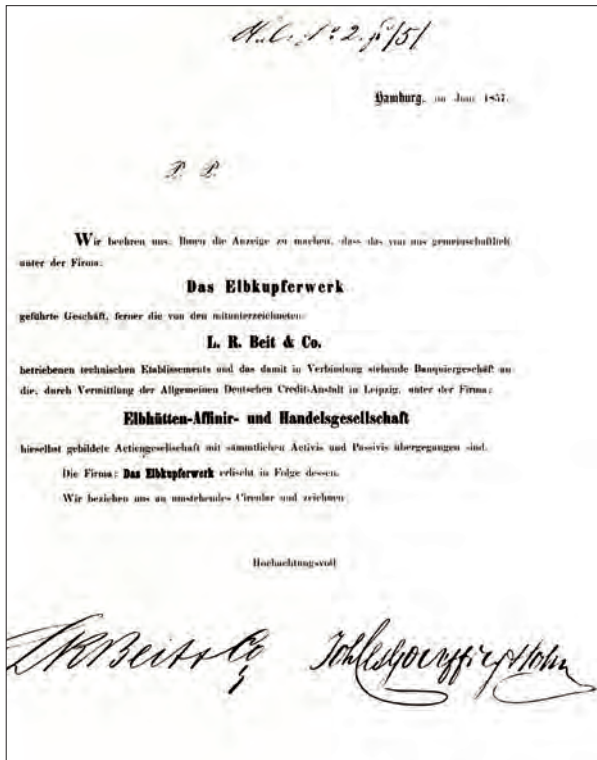 Hamburg, im Juni 1857.
P. P.
Wir beehren uns, Ihnen die Anzeige zu machen, dass das von uns gemeinschaftlich
unter der Firma:
Das Elbkupferwerk
geführte Geschäft, ferner die von den mitunterzeichneten:
L. R. Beit & Co.
betriebenen technischen Etablissements und das damit in Verbindung stehende Banquiergeschäft an
die, durch Vermittlung der Allgemeinen Deutschen Credit-Anstalt in Leipzig, unter der Firma:
Elbhütten-Affinir- und Handelsgesellschaft
hieselbst gebildete Actiengesellschaft mit sämmtlichen Activis und Passivis übergegangen sind.
Die Firma: Das Elbkupferwerk erlischt in Folge dessen.
Wir beziehen uns an umstehendes Circular und zeichnen
Hochachtungsvoll
LRBeit & Co